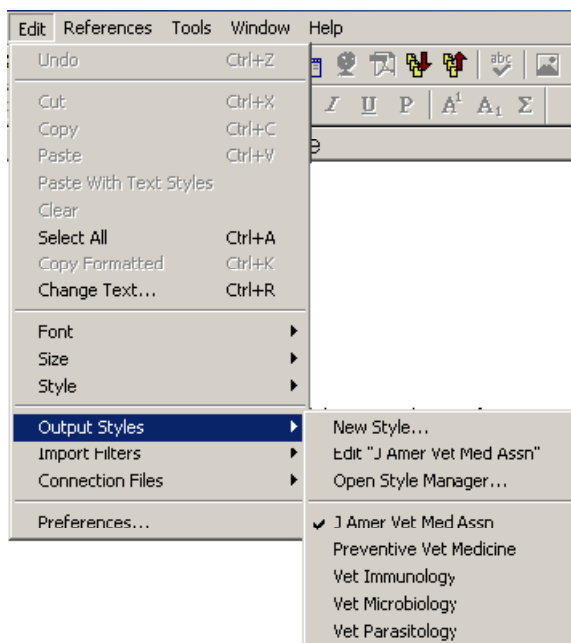 Edit References Tools Window Help
Undo Ctrl+Z
abc
Cut Ctrl+X
I U P A1 A1 Σ
Copy Ctrl+C
Paste Ctrl+V
e
Paste With Text Styles
Clear
Select All Ctrl+A
Copy Formatted Ctrl+K
Change Text... Ctrl+R
Font
Size
Style
Output Styles
Import Filters
Connection Files
Preferences...
New Style...
Edit "J Amer Vet Med Assn"
Open Style Manager...
J Amer Vet Med Assn
Preventive Vet Medicine
Vet Immunology
Vet Microbiology
Vet Parasitology